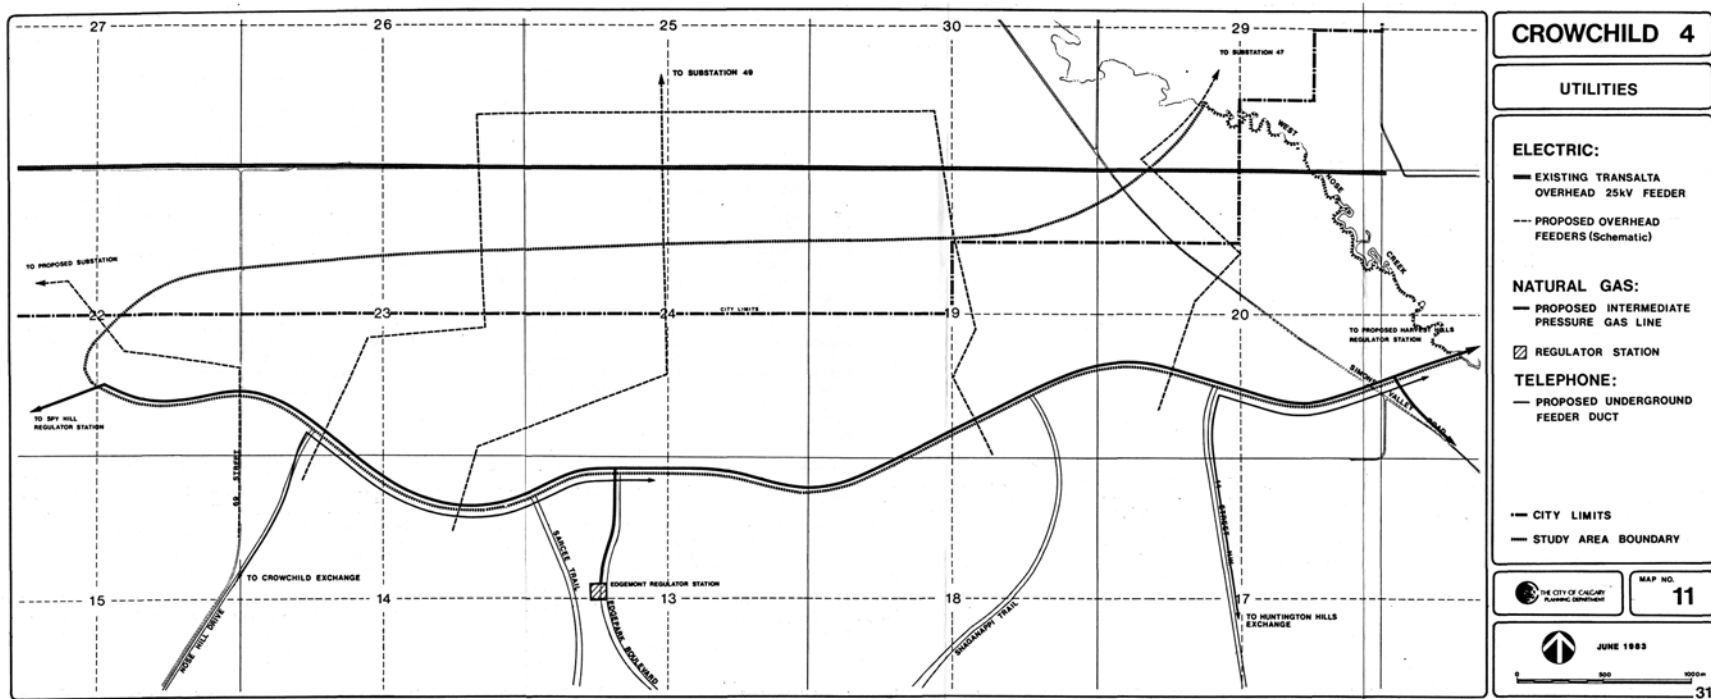 27
26
25
30
29
TO SUBSTATION 49
TO SUBSTATION 47
WEST
NOSE
CREEK
TO PROPOSED SUBSTATION
22
23
24
CITY LIMITS
19
20
TO PROPOSED HARVEST HILLS
REGULATOR STATION
SIMONS
VALLEY
ROAD
TO SPY HILL
REGULATOR STATION
69 STREET
NOSE HILL DRIVE
TO CROWCHILD EXCHANGE
SARCEE TRAIL
EDGEMONT REGULATOR STATION
EDGEPARK BOULEVARD
SHAGANAPPI TRAIL
14 STREET N.W.
TO HUNTINGTON HILLS
EXCHANGE
15
14
13
18
17
CROWCHILD 4
UTILITIES
ELECTRIC:
EXISTING TRANSALTA
OVERHEAD 25kV FEEDER
PROPOSED OVERHEAD
FEEDERS (Schematic)
NATURAL GAS:
PROPOSED INTERMEDIATE
PRESSURE GAS LINE
REGULATOR STATION
TELEPHONE:
PROPOSED UNDERGROUND
FEEDER DUCT
CITY LIMITS
STUDY AREA BOUNDARY
THE CITY OF CALGARY
PLANNING DEPARTMENT
MAP NO.
11
JUNE 1983
0 500 1000m
31